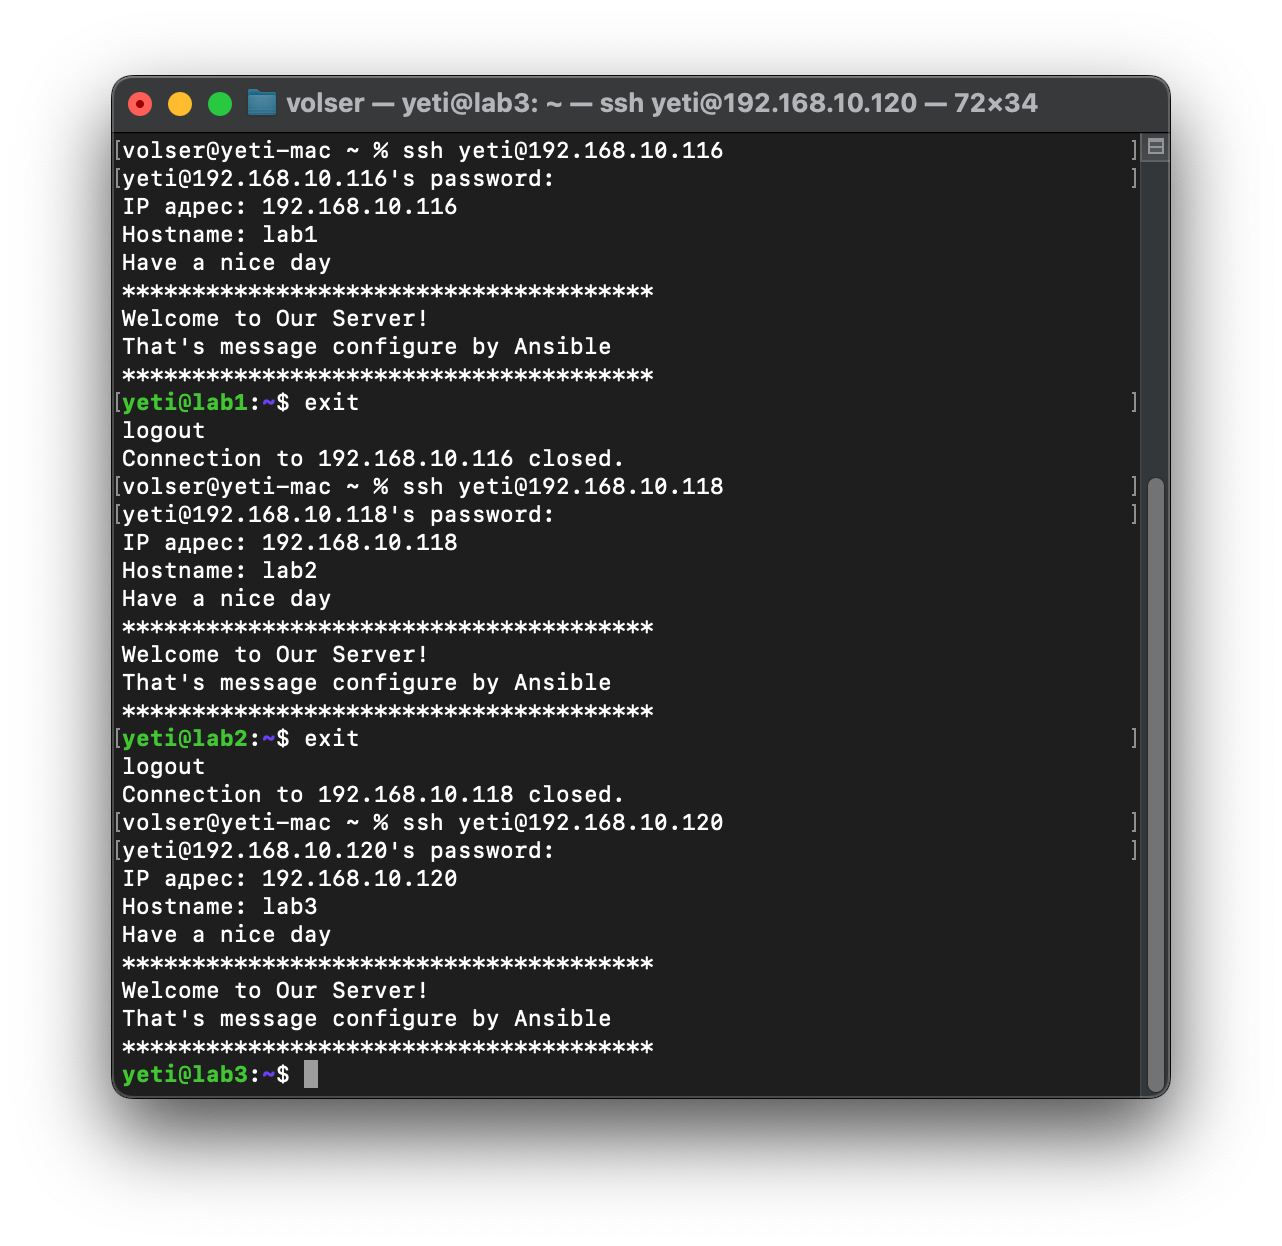 volser — yeti@lab3: ~ — ssh yeti@192.168.10.120 — 72×34
[volser@yeti-mac ~ % ssh yeti@192.168.10.116 ]
[yeti@192.168.10.116's password: ]
IP адрес: 192.168.10.116
Hostname: lab1
Have a nice day
**************************************
Welcome to Our Server!
That's message configure by Ansible
**************************************
[yeti@lab1:~$ exit ]
logout
Connection to 192.168.10.116 closed.
[volser@yeti-mac ~ % ssh yeti@192.168.10.118 ]
[yeti@192.168.10.118's password: ]
IP адрес: 192.168.10.118
Hostname: lab2
Have a nice day
**************************************
Welcome to Our Server!
That's message configure by Ansible
**************************************
[yeti@lab2:~$ exit ]
logout
Connection to 192.168.10.118 closed.
[volser@yeti-mac ~ % ssh yeti@192.168.10.120 ]
[yeti@192.168.10.120's password: ]
IP адрес: 192.168.10.120
Hostname: lab3
Have a nice day
**************************************
Welcome to Our Server!
That's message configure by Ansible
**************************************
yeti@lab3:~$